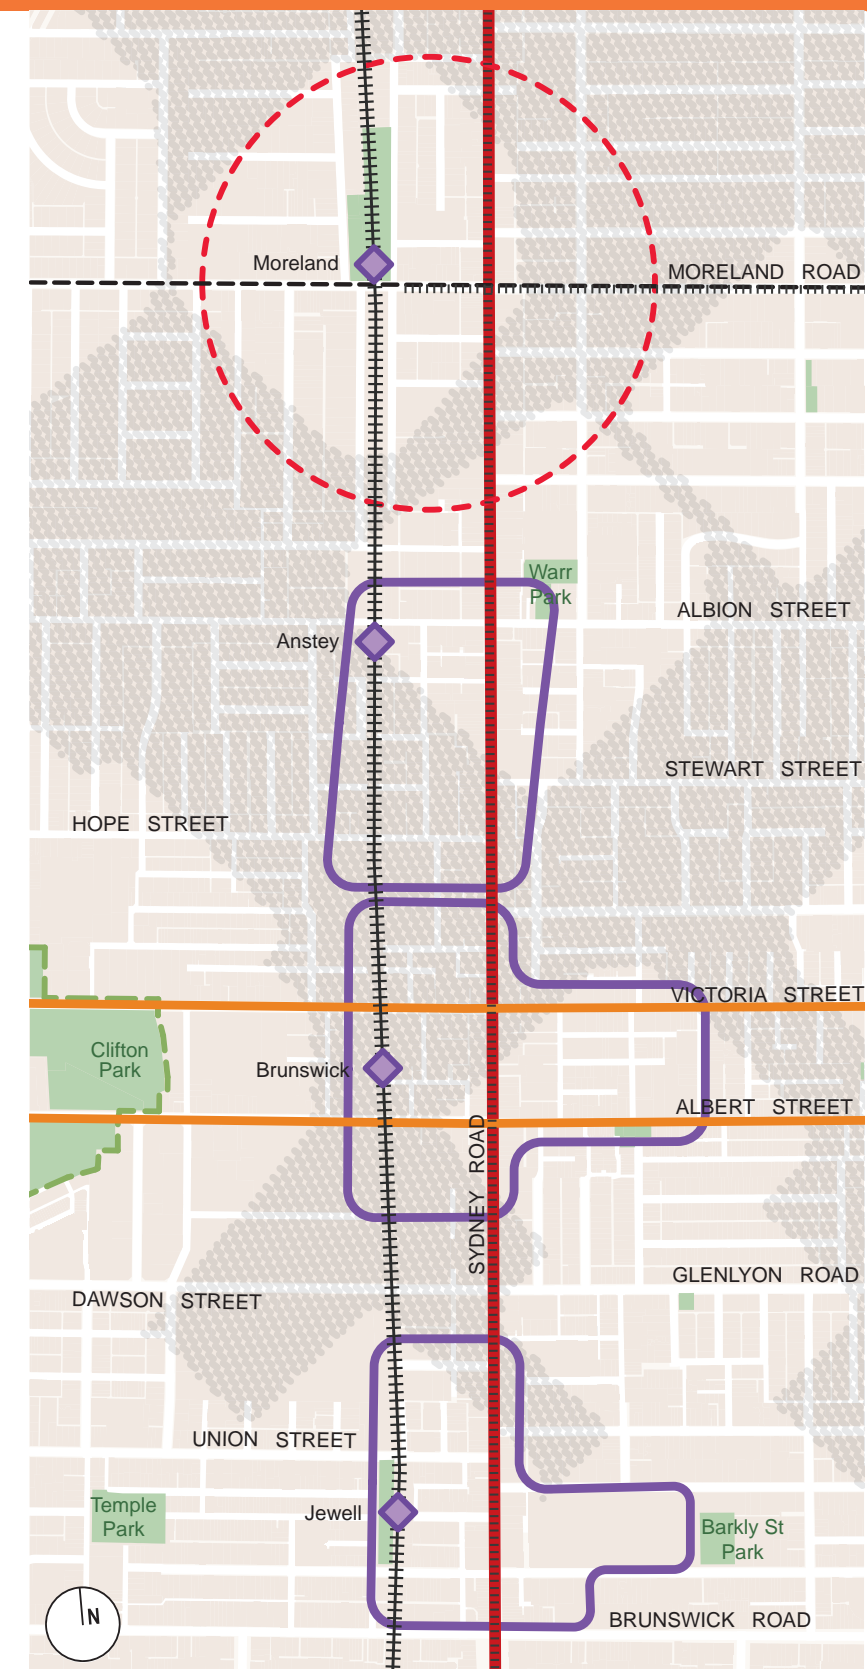 Moreland
MORELAND ROAD
Warr
Park
ALBION STREET
Anstey
STEWART STREET
HOPE STREET
VICTORIA STREET
Clifton
Park
Brunswick
ALBERT STREET
SYDNEY ROAD
GLENLYON ROAD
DAWSON STREET
UNION STREET
Temple
Park
Jewell
Barkly St
Park
N
BRUNSWICK ROAD